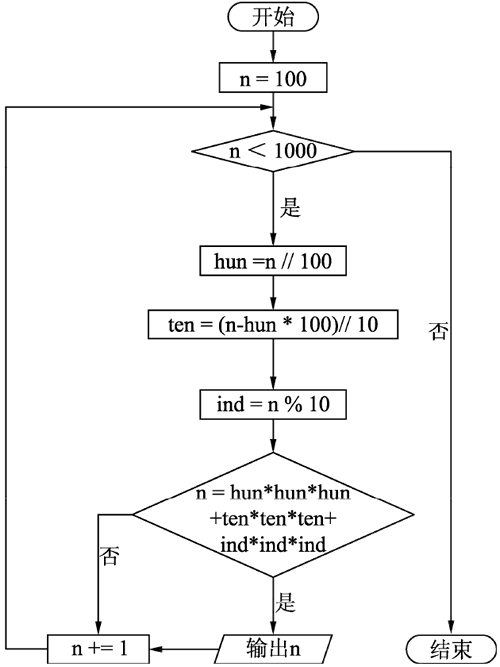 开始
n = 100
n < 1000
是
hun =n // 100
ten = (n-hun * 100)// 10
否
ind = n % 10
n = hun*hun*hun
+ten*ten*ten+
ind*ind*ind
否
是
n += 1
输出n
结束